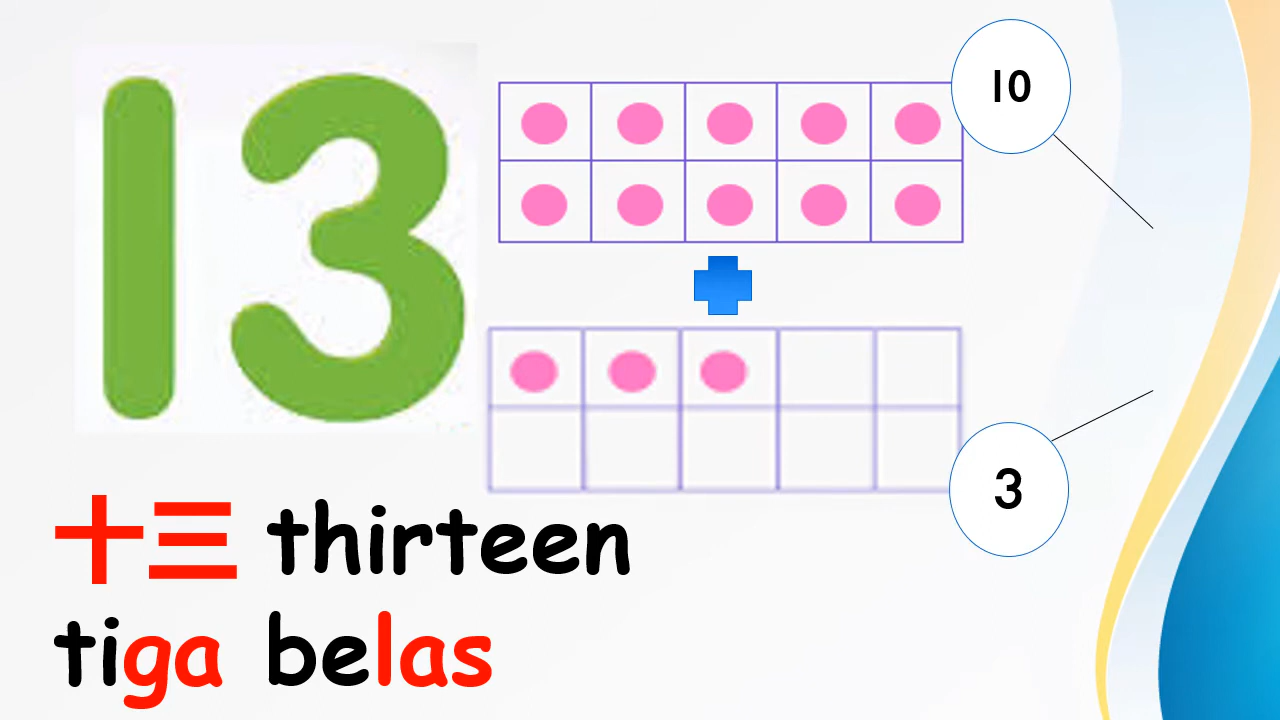 13
10
3
十三 thirteen
tiga belas